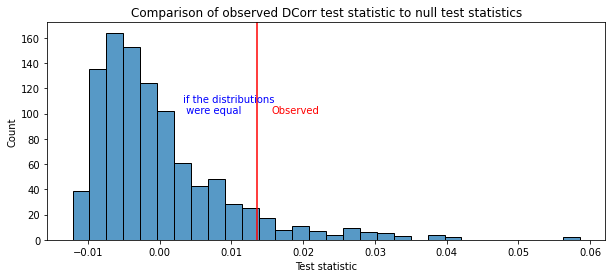 Comparison of observed DCorr test statistic to null test statistics
160
140
120
100
80
60
40
20
0
Count
if the distributions
were equal
Observed
−0.01 0.00 0.01 0.02 0.03 0.04 0.05 0.06
Test statistic